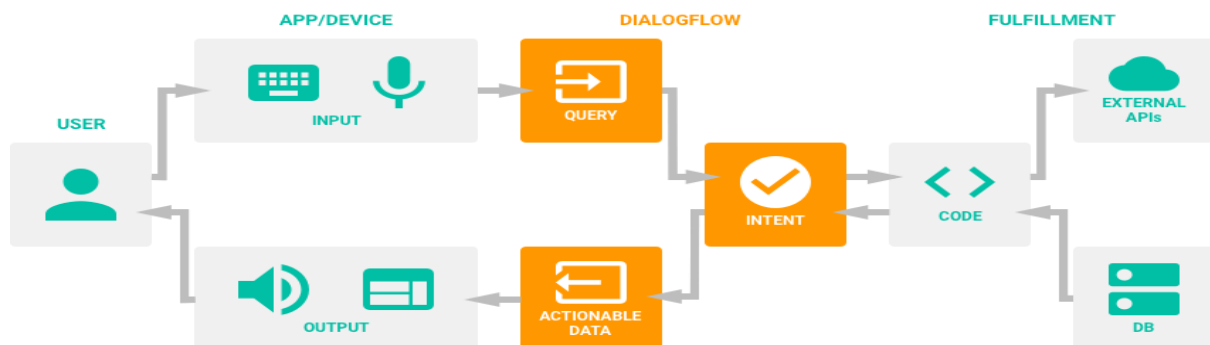 APP/DEVICE
DIALOGFLOW
FULFILLMENT
USER
INPUT
QUERY
EXTERNAL
APIs
INTENT
CODE
OUTPUT
ACTIONABLE
DATA
DB